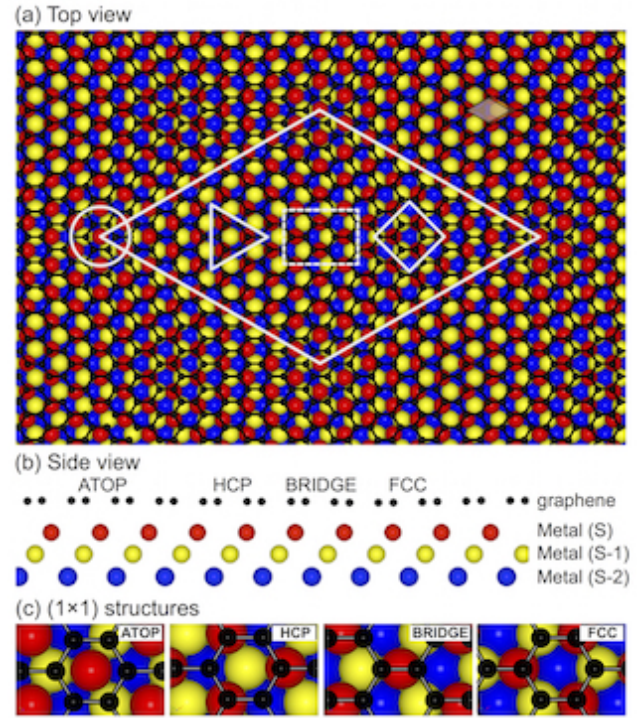 (a) Top view
(b) Side view
ATOP HCP BRIDGE FCC
graphene
Metal (S)
Metal (S-1)
Metal (S-2)
(c) (1×1) structures
ATOP HCP BRIDGE FCC